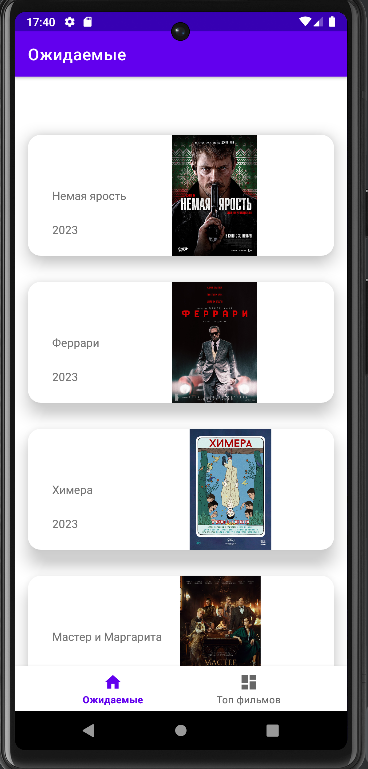 17:40
Ожидаемые
Немая ярость
2023
НЕМАЯ ЯРОСТЬ
Феррари
2023
ФЕРРАРИ
Химера
2023
ХИМЕРА
Мастер и Маргарита
МАСТЕР
Ожидаемые
Топ фильмов